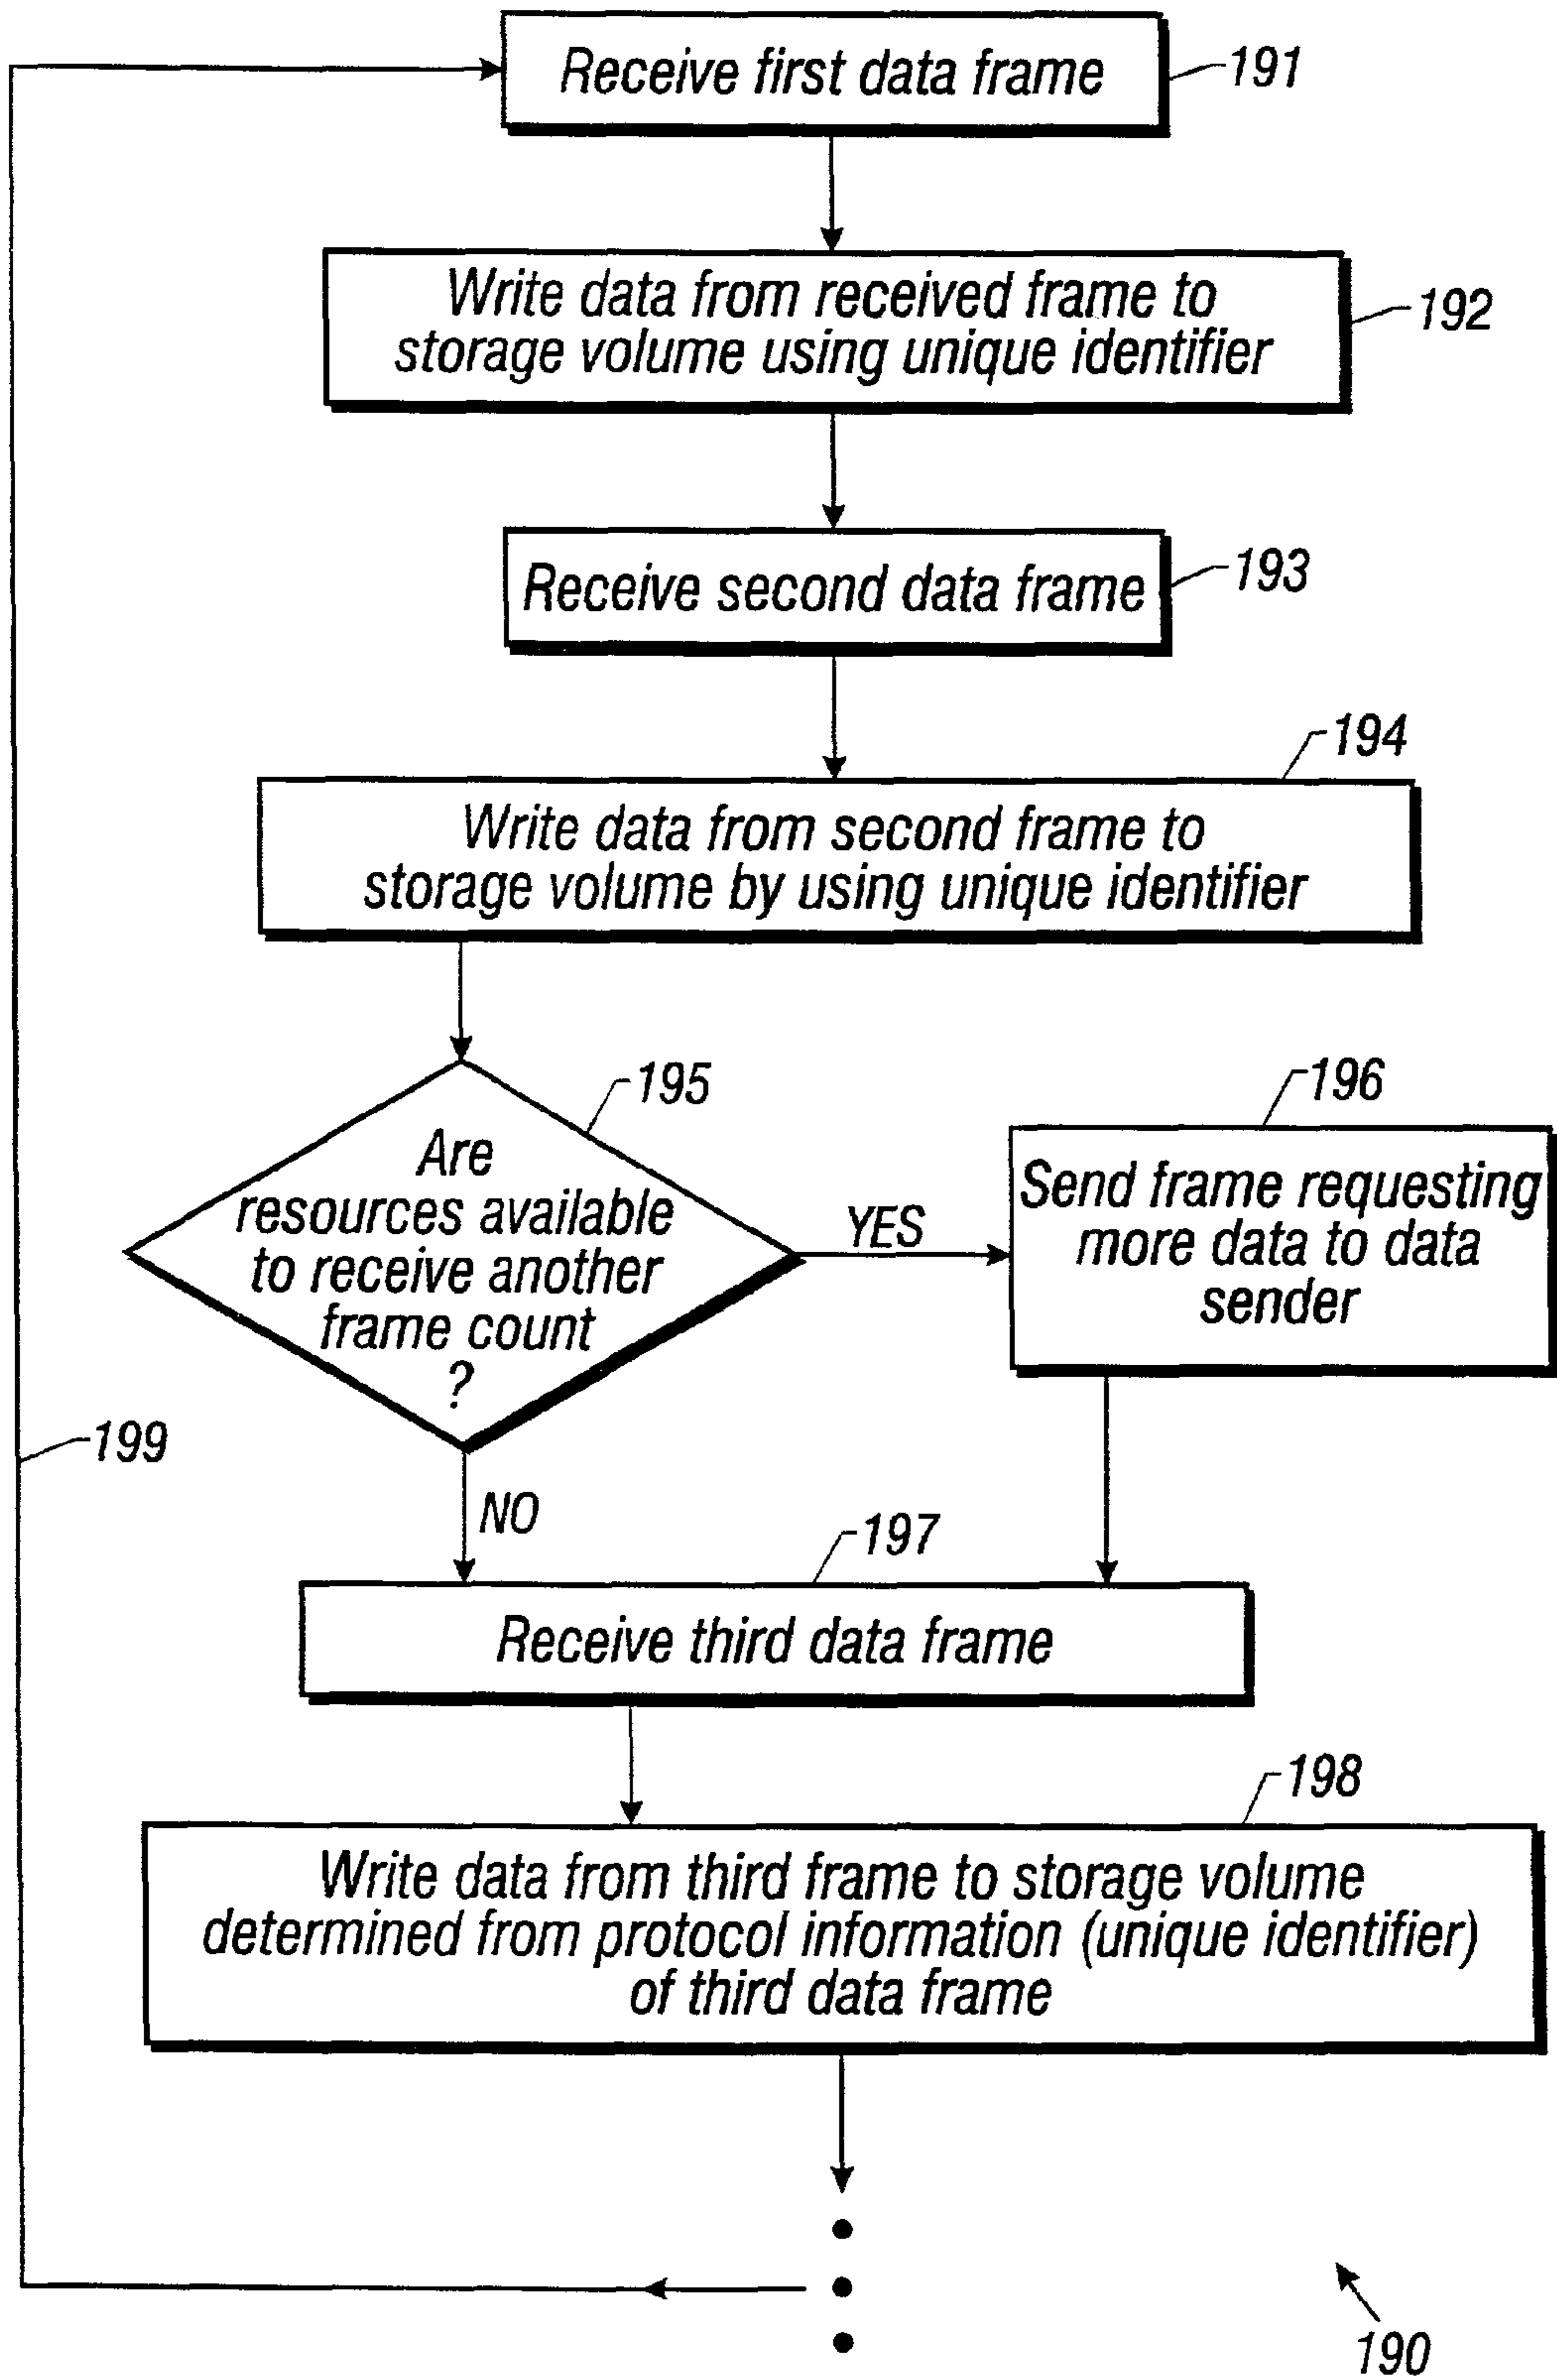 Receive first data frame
191
Write data from received frame to
storage volume using unique identifier
192
Receive second data frame
193
194
Write data from second frame to
storage volume by using unique identifier
195
Are
resources available
to receive another
frame count
?
YES
196
Send frame requesting
more data to data
sender
199
NO
197
Receive third data frame
198
Write data from third frame to storage volume
determined from protocol information (unique identifier)
of third data frame
190